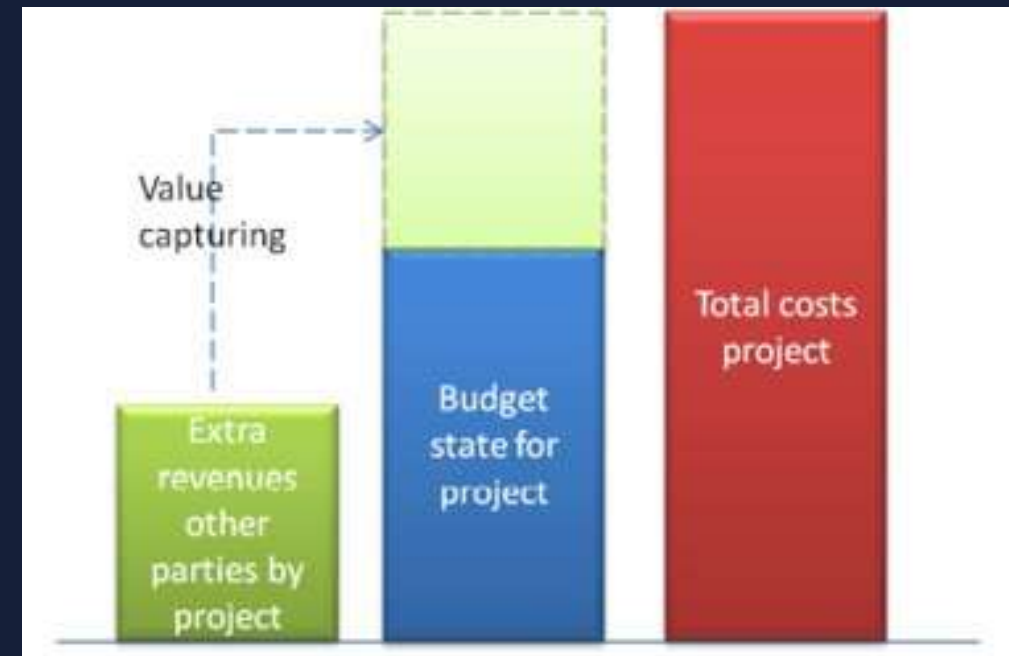 Value
capturing
Extra
revenues
other
parties by
project
Budget
state for
project
Total costs
project